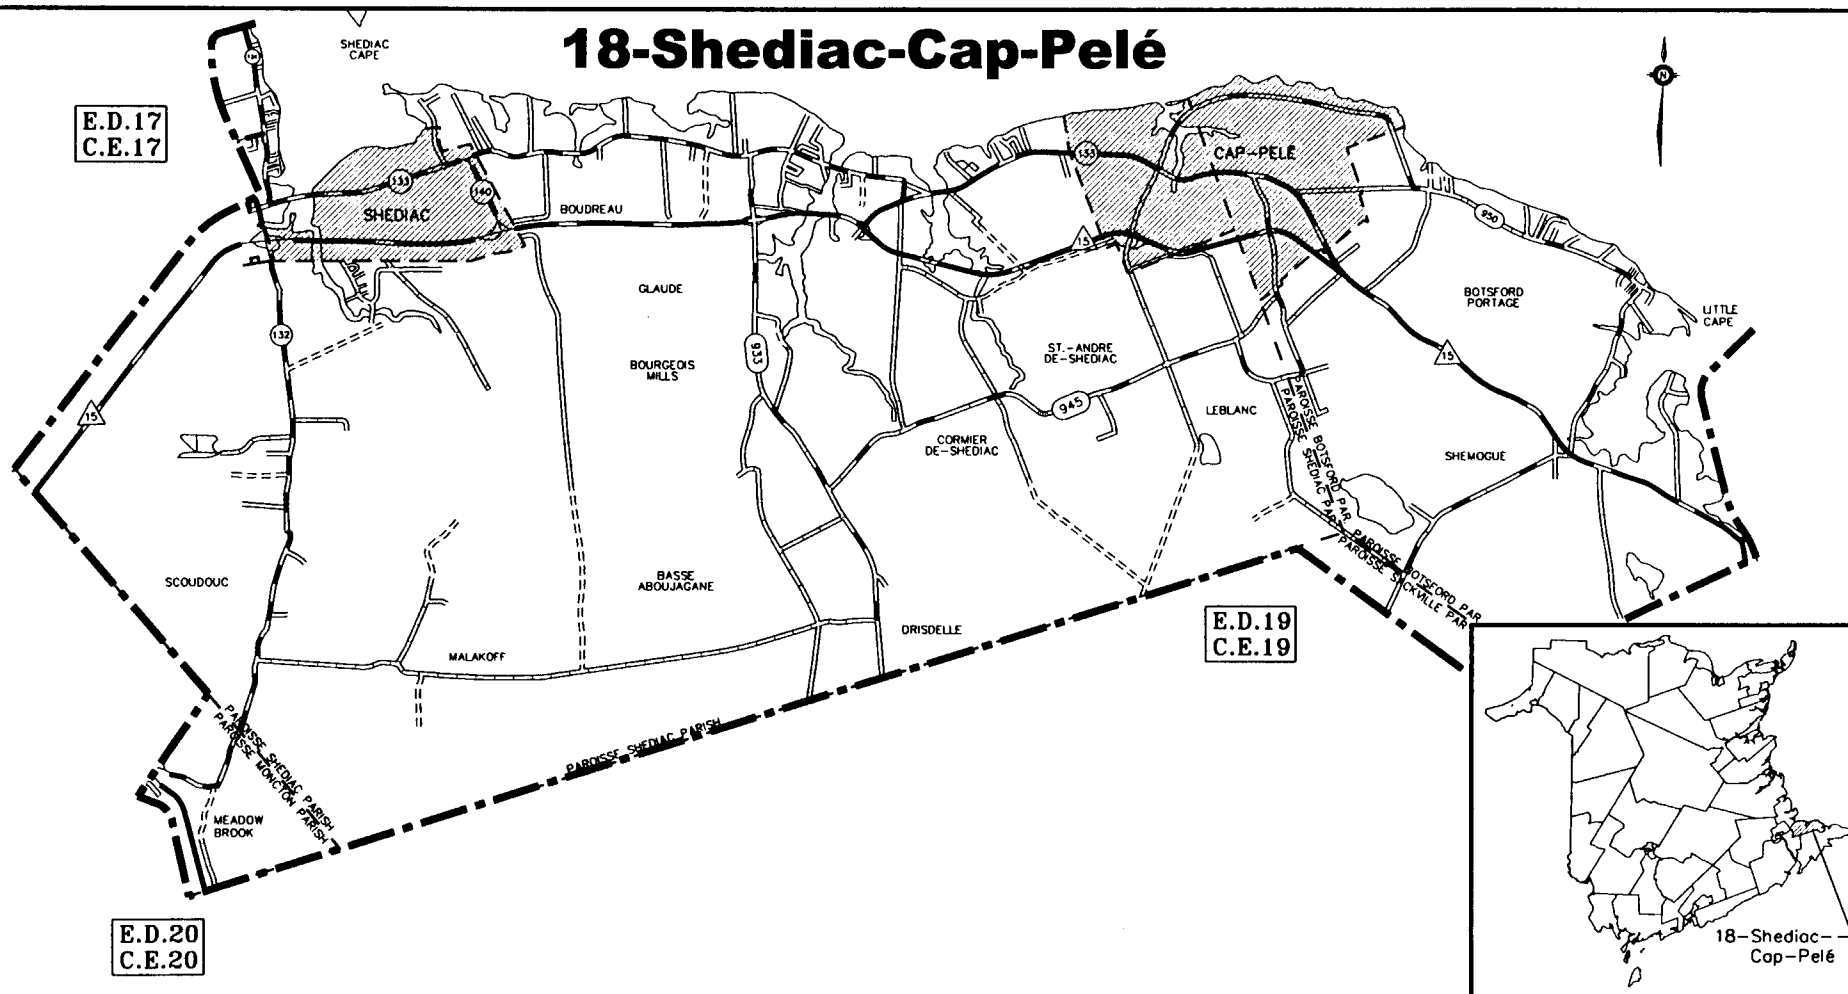 18-Shediac-Cap-Pelé
SHEDIAC
CAPE
N
E.D.17
C.E.17
133
SHEDIAC
140
BOUDREAU
133
CAP-PELÉ
950
15
GLAUDE
BOTSFORD
PORTAGE
LITTLE
CAPE
132
933
BOURGEOIS
MILLS
ST.-ANDRE
DE-SHEDIAC
15
15
945
LEBLANC
PAROISSE BOTSFORD PAR.
PAROISSE SHEDIAC PAR.
CORMIER
DE-SHEDIAC
SHEMOGUE
SCOUDOUC
BASSE
ABOUJAGANE
PAROISSE BOTSFORD PAR
PAROISSE SACKVILLE PAR
E.D.19
C.E.19
DRISDELLE
MALAKOFF
PAROISSE SHEDIAC PARISH
PAROISSE MONCTON PARISH
PAROISSE SHEDIAC PARISH
MEADOW
BROOK
E.D.20
C.E.20
18-Shediac-
Cap-Pelé